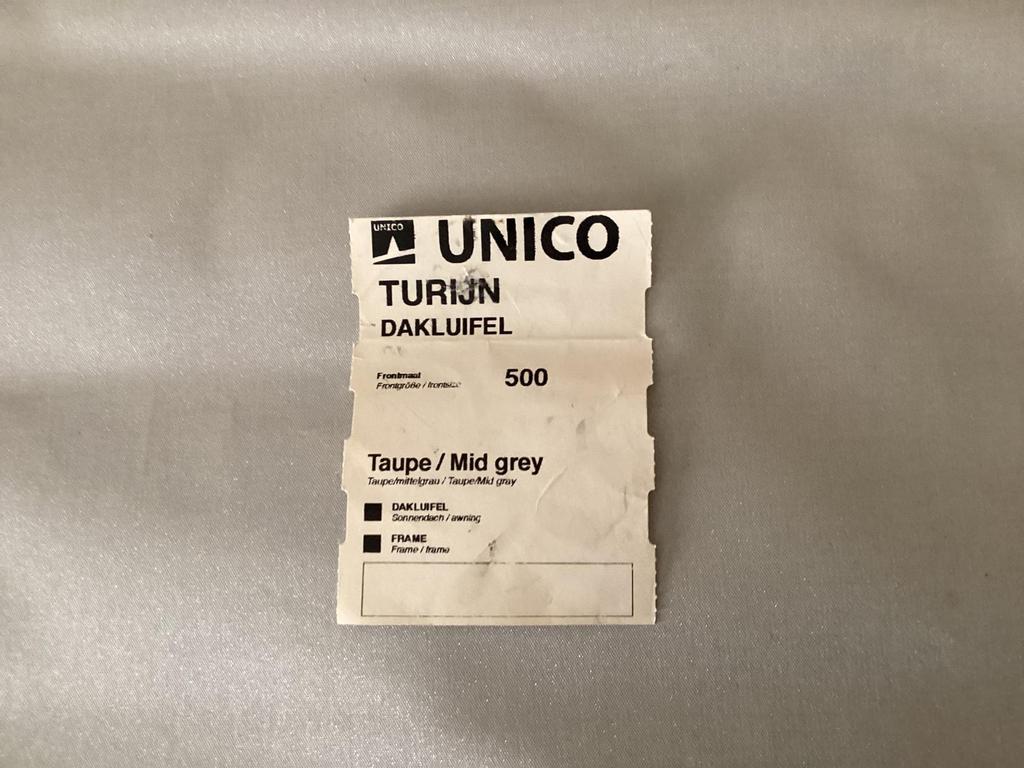 UNICO
UNICO
TURIJN
DAKLUIFEL
Frontmaat 500
Frontgröße / frontsize
Taupe / Mid grey
Taupe/mittelgrau / Taupe/Mid gray
DAKLUIFEL
Sonnendach / awning
FRAME
Frame / frame